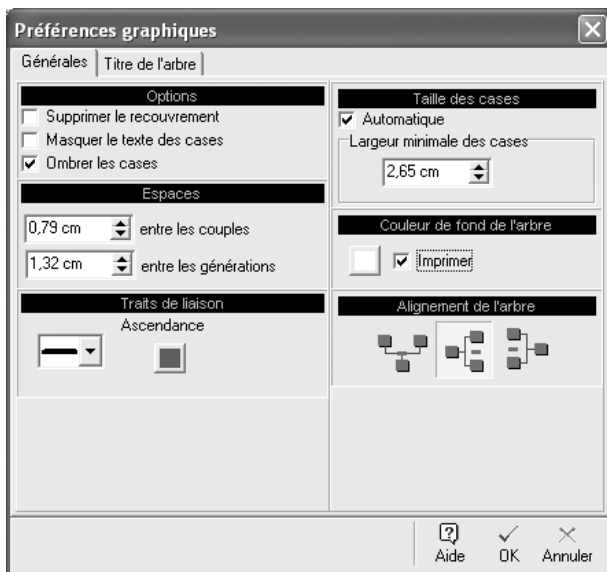 Préférences graphiques
Générales
Titre de l'arbre
Options
Supprimer le recouvrement
Masquer le texte des cases
Ombrer les cases
Espaces
0,79 cm entre les couples
1,32 cm entre les générations
Traits de liaison
Ascendance
Taille des cases
Automatique
Largeur minimale des cases
2,65 cm
Couleur de fond de l'arbre
Imprimer
Alignement de l'arbre
Aide
OK
Annuler